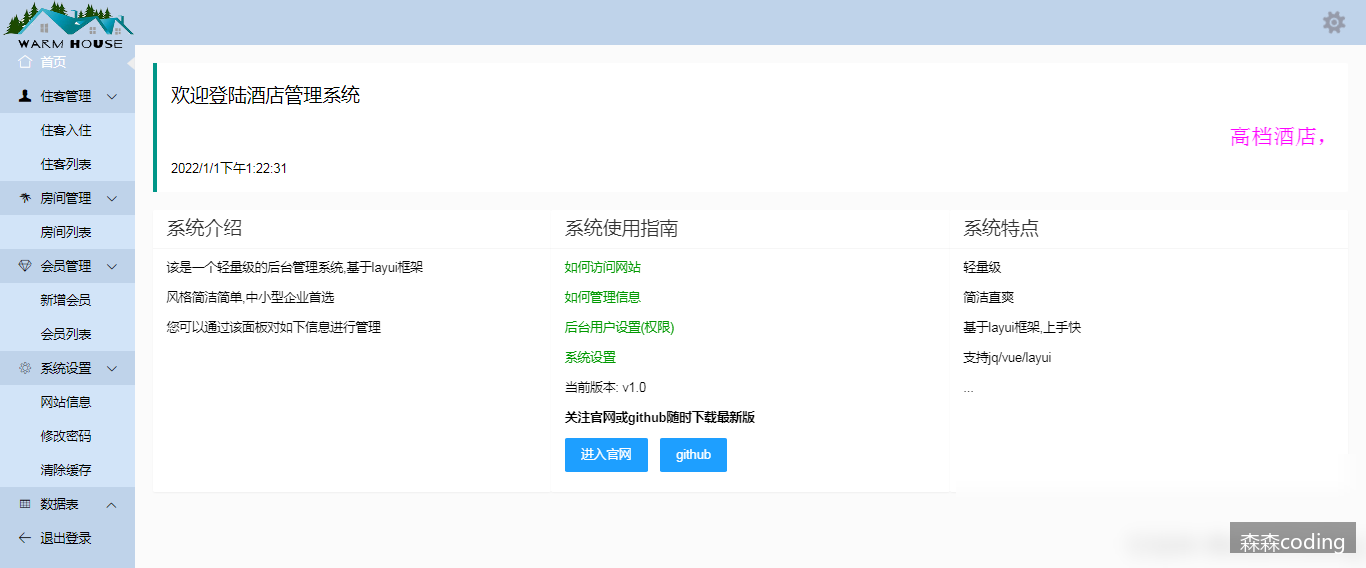 WARM HOUSE
首页
住客管理
住客入住
住客列表
房间管理
房间列表
会员管理
新增会员
会员列表
系统设置
网站信息
修改密码
清除缓存
数据表
退出登录
欢迎登陆酒店管理系统
高档酒店，
2022/1/1下午1:22:31
系统介绍
该是一个轻量级的后台管理系统,基于layui框架
风格简洁简单,中小型企业首选
您可以通过该面板对如下信息进行管理
系统使用指南
如何访问网站
如何管理信息
后台用户设置(权限)
系统设置
当前版本: v1.0
关注官网或github随时下载最新版
进入官网 github
系统特点
轻量级
简洁直爽
基于layui框架,上手快
支持jq/vue/layui
...
森森coding